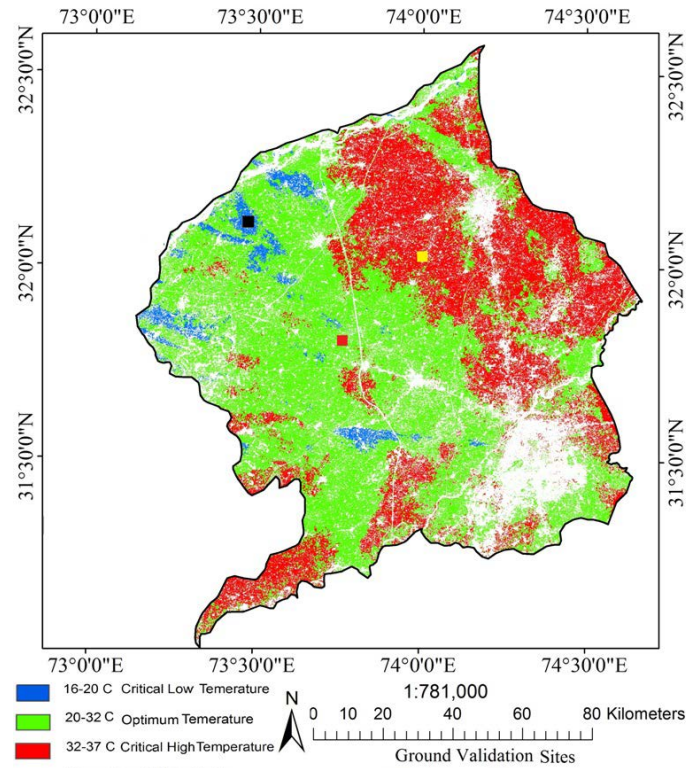 73°0'0"E 73°30'0"E 74°0'0"E 74°30'0"E
32°30'0"N 32°30'0"N
32°0'0"N 32°0'0"N
31°30'0"N 31°30'0"N
73°0'0"E 73°30'0"E 74°0'0"E 74°30'0"E
16-20 C Critical Low Temerature
20-32 C Optimum Temerature
32-37 C Critical High Temperature
N
1:781,000
0 10 20 40 60 80 Kilometers
Ground Validation Sites